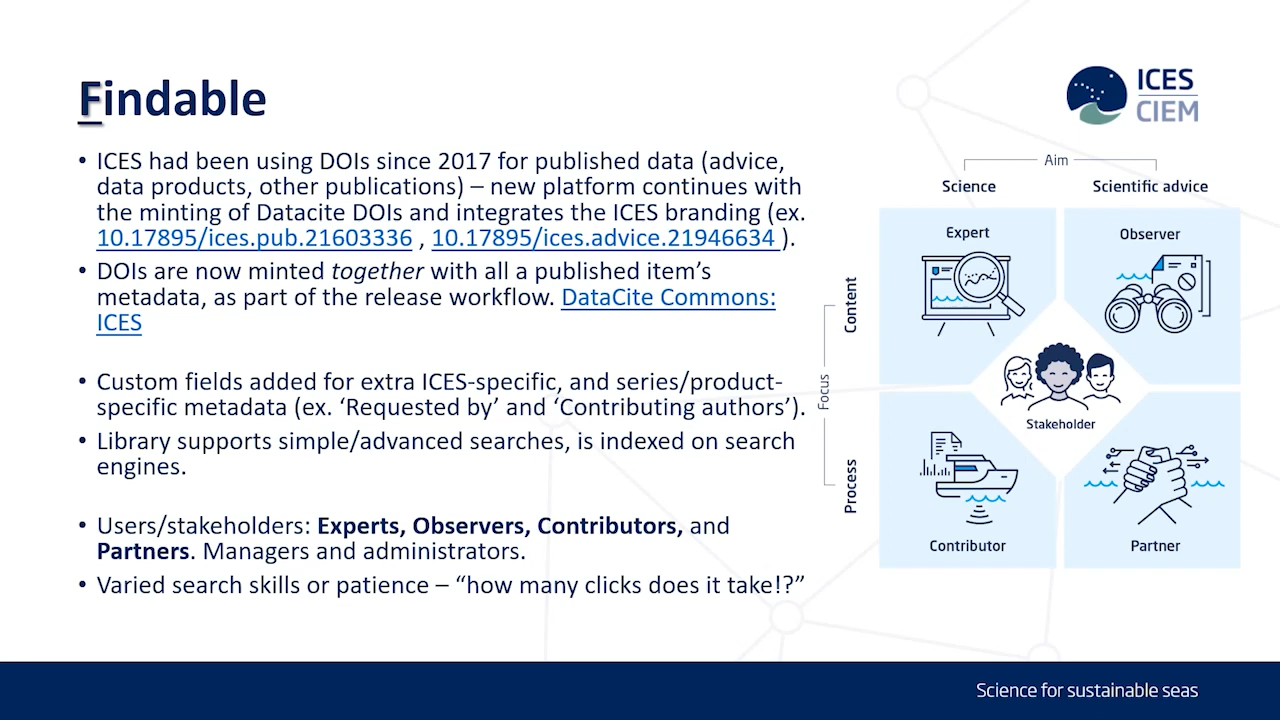 Findable
• ICES had been using DOIs since 2017 for published data (advice,
data products, other publications) – new platform continues with
the minting of Datacite DOIs and integrates the ICES branding (ex.
10.17895/ices.pub.21603336 , 10.17895/ices.advice.21946634 ).
• DOIs are now minted together with all a published item’s
metadata, as part of the release workflow. DataCite Commons:
ICES
• Custom fields added for extra ICES-specific, and series/product-
specific metadata (ex. ‘Requested by’ and ‘Contributing authors’).
• Library supports simple/advanced searches, is indexed on search
engines.
• Users/stakeholders: Experts, Observers, Contributors, and
Partners. Managers and administrators.
• Varied search skills or patience – “how many clicks does it take!?”
ICES
CIEM
Aim
Science
Scientific advice
Expert
Observer
Content
Focus
Process
Stakeholder
Contributor
Partner
Science for sustainable seas